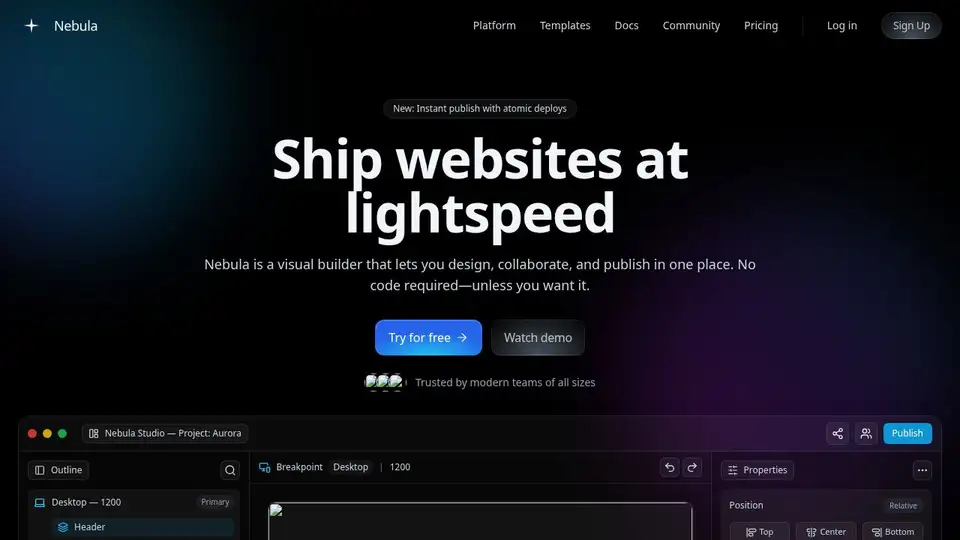 Nebula
Platform
Templates
Docs
Community
Pricing
Log in
Sign Up
New: Instant publish with atomic deploys
Ship websites at
lightspeed
Nebula is a visual builder that lets you design, collaborate, and publish in one place. No
code required—unless you want it.
Try for free
Watch demo
Trusted by modern teams of all sizes
Nebula Studio — Project: Aurora
Publish
Outline
Breakpoint
Desktop
|
1200
Properties
Desktop — 1200
Primary
Header
Position
Relative
Top
Center
Bottom